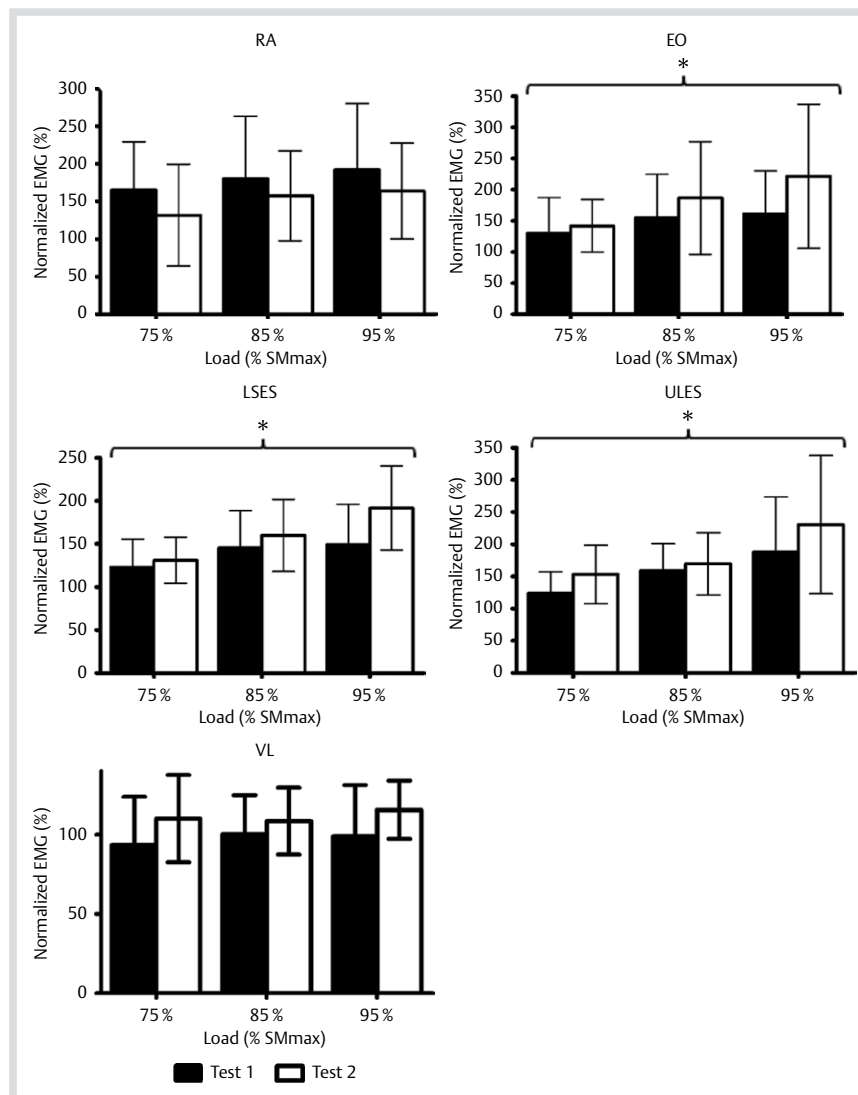 RA
Normalized EMG (%)
300
250
200
150
100
50
0
75 %
85 %
95 %
Load (% SMmax)
EO
*
Normalized EMG (%)
350
300
250
200
150
100
50
0
75 %
85 %
95 %
Load (% SMmax)
LSES
*
Normalized EMG (%)
250
200
150
100
50
0
75 %
85 %
95 %
Load (% SMmax)
ULES
*
Normalized EMG (%)
350
300
250
200
150
100
50
0
75 %
85 %
95 %
Load (% SMmax)
VL
Normalized EMG (%)
100
50
0
75 %
85 %
95 %
Load (% SMmax)
Test 1
Test 2